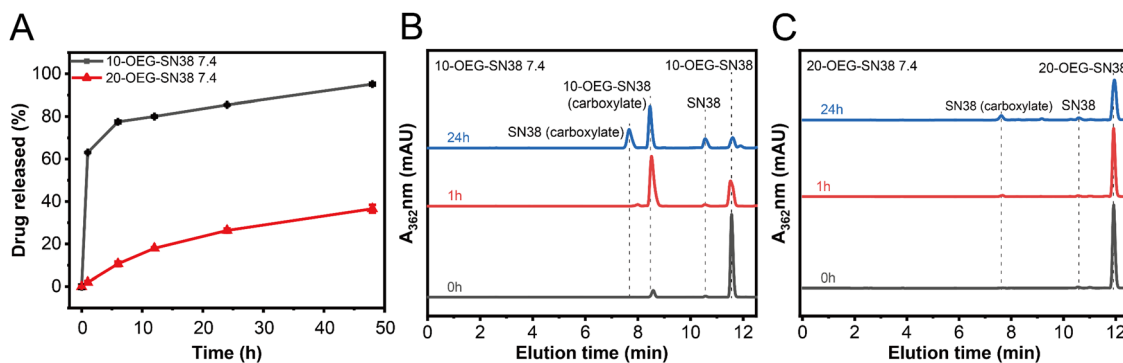 A
10-OEG-SN38 7.4
20-OEG-SN38 7.4
100
80
60
40
20
0
Drug released (%)
0 10 20 30 40 50
Time (h)
B
10-OEG-SN38 7.4
10-OEG-SN38
10-OEG-SN38
(carboxylate)
SN38
SN38 (carboxylate)
24h
1h
0h
A362nm (mAU)
0 2 4 6 8 10 12
Elution time (min)
C
20-OEG-SN38 7.4
20-OEG-SN38
SN38 (carboxylate)
SN38
24h
1h
0h
A362nm (mAU)
0 2 4 6 8 10 12
Elution time (min)